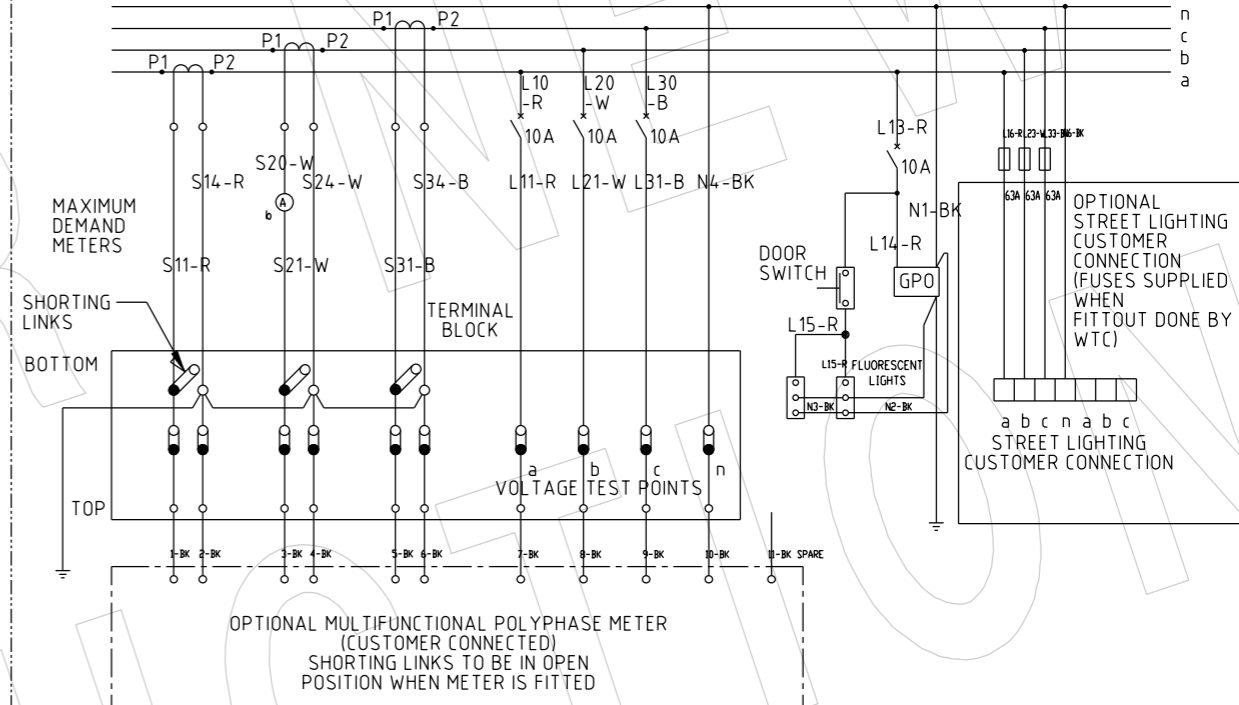 n
c
b
a
P1 P2
P1 P2
P1 P2
L10
-R
L20
-W
L30
-B
10A
10A
10A
L13-R
10A
L16-R
L23-W
L33-B
N6-BK
63A
63A
63A
S20-W
S14-R
S24-W
S34-B
L11-R
L21-W
L31-B
N4-BK
A
b
MAXIMUM
DEMAND
METERS
N1-BK
L14-R
GPO
OPTIONAL
STREET LIGHTING
CUSTOMER
CONNECTION
(FUSES SUPPLIED
WHEN
FITTOUT DONE BY
WTC)
S11-R
S21-W
S31-B
DOOR
SWITCH
SHORTING
LINKS
TERMINAL
BLOCK
L15-R
BOTTOM
L15-R
FLUORESCENT
LIGHTS
N3-BK
N2-BK
a b c n a b c
STREET LIGHTING
CUSTOMER CONNECTION
a
b
c
n
VOLTAGE TEST POINTS
TOP
1-BK
2-BK
3-BK
4-BK
5-BK
6-BK
7-BK
8-BK
9-BK
10-BK
11-BK SPARE
OPTIONAL MULTIFUNCTIONAL POLYPHASE METER
(CUSTOMER CONNECTED)
SHORTING LINKS TO BE IN OPEN
POSITION WHEN METER IS FITTED